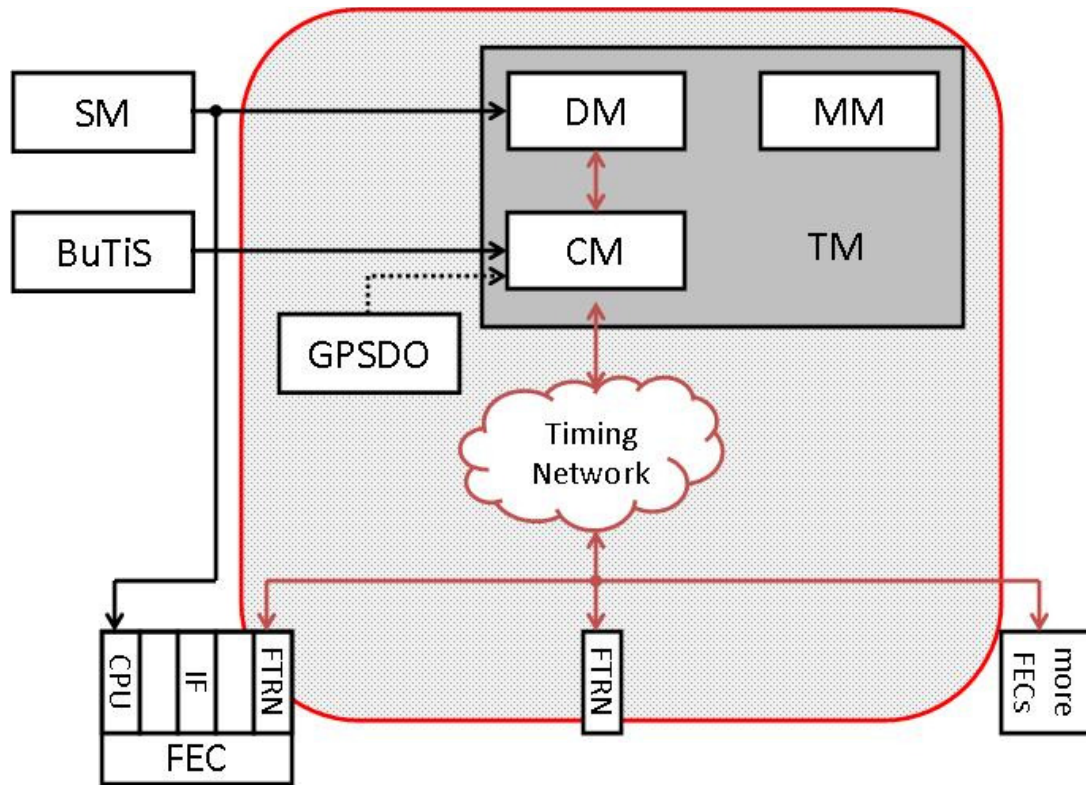 SM
DM
MM
BuTiS
CM
TM
GPSDO
Timing
Network
CPU
IF
FTRN
FTRN
more
FECs
FEC